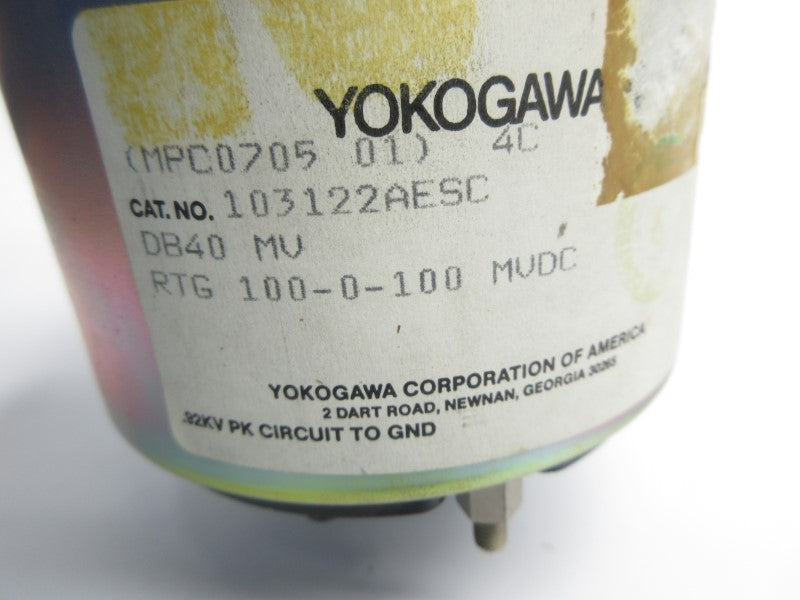 YOKOGAWA
(MPC0705 01) 4C
CAT.NO. 103122AESC
DB40 MV
RTG 100-0-100 MVDC
YOKOGAWA CORPORATION OF AMERICA
2 DART ROAD, NEWNAN, GEORGIA 30265
.92KV PK CIRCUIT TO GND